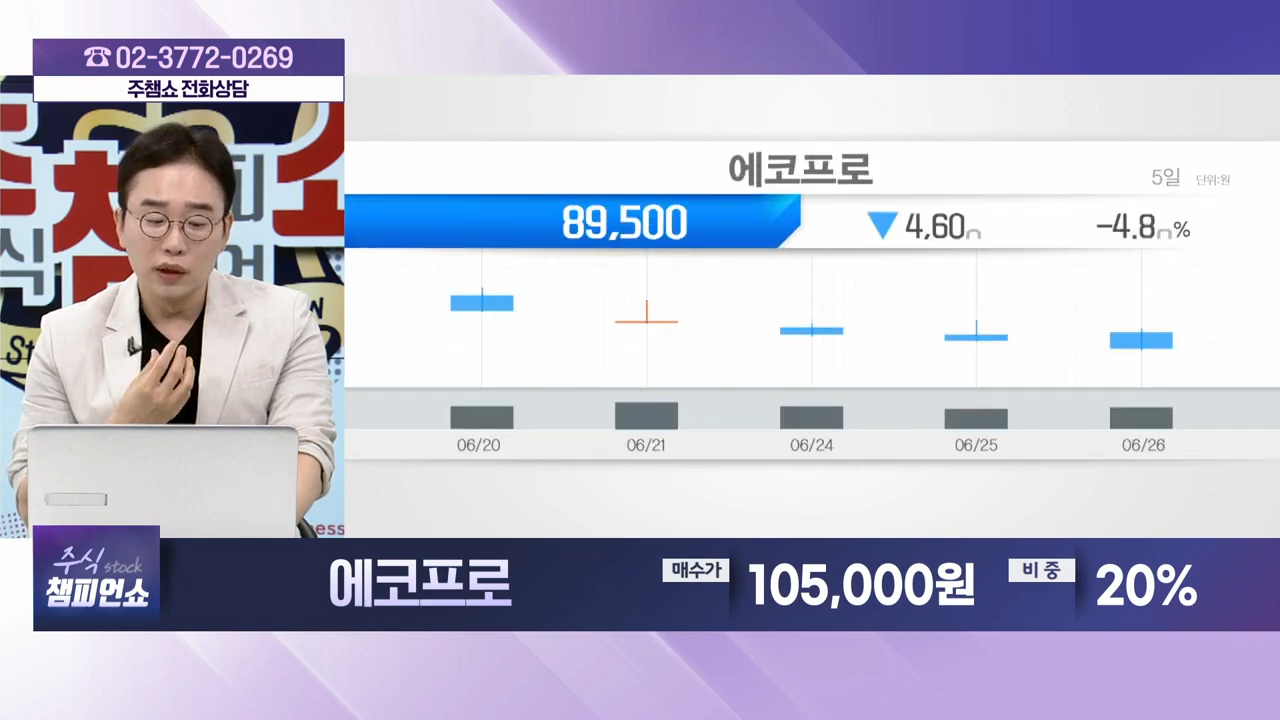 ☎02-3772-0269
주챔쇼 전화상담
에코프로
5일 단위:원
89,500
▼4,60
-4.8 %
06/20 06/21 06/24 06/25 06/26
주식 stock
챔피언쇼
에코프로 매수가 105,000원 비중 20%